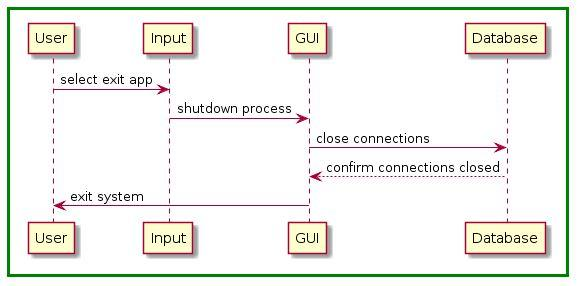 User
Input
GUI
Database
select exit app
shutdown process
close connections
confirm connections closed
exit system
User
Input
GUI
Database